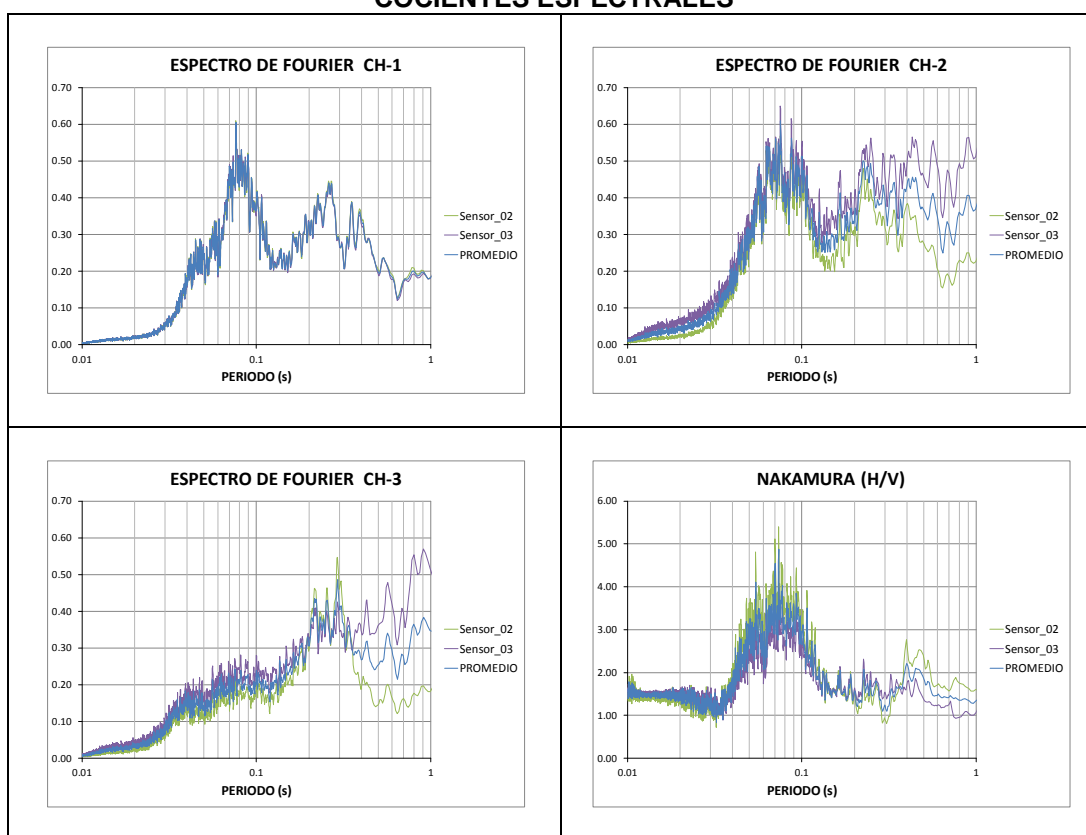 COCIENTES ESPECTRALES
ESPECTRO DE FOURIER CH-1
0.70
0.60
0.50
0.40
0.30
0.20
0.10
0.00
0.01 0.1 1
PERIODO (s)
Sensor_02
Sensor_03
PROMEDIO
ESPECTRO DE FOURIER CH-2
0.70
0.60
0.50
0.40
0.30
0.20
0.10
0.00
0.01 0.1 1
PERIODO (s)
Sensor_02
Sensor_03
PROMEDIO
ESPECTRO DE FOURIER CH-3
0.70
0.60
0.50
0.40
0.30
0.20
0.10
0.00
0.01 0.1 1
PERIODO (s)
Sensor_02
Sensor_03
PROMEDIO
NAKAMURA (H/V)
6.00
5.00
4.00
3.00
2.00
1.00
0.00
0.01 0.1 1
PERIODO (s)
Sensor_02
Sensor_03
PROMEDIO